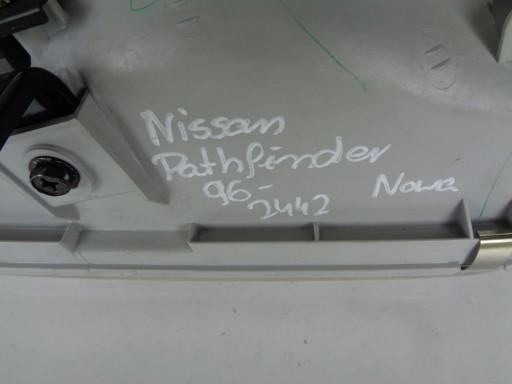 Nissan
Pathfinder
96-
2442
Nowa